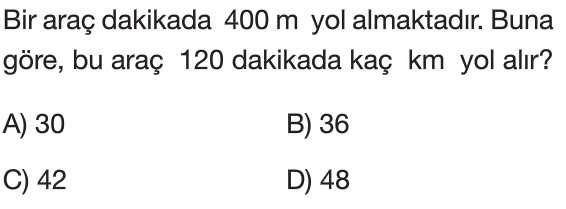 Bir araç dakikada 400 m yol almaktadır. Buna
göre, bu araç 120 dakikada kaç km yol alır?
A) 30 B) 36
C) 42 D) 48